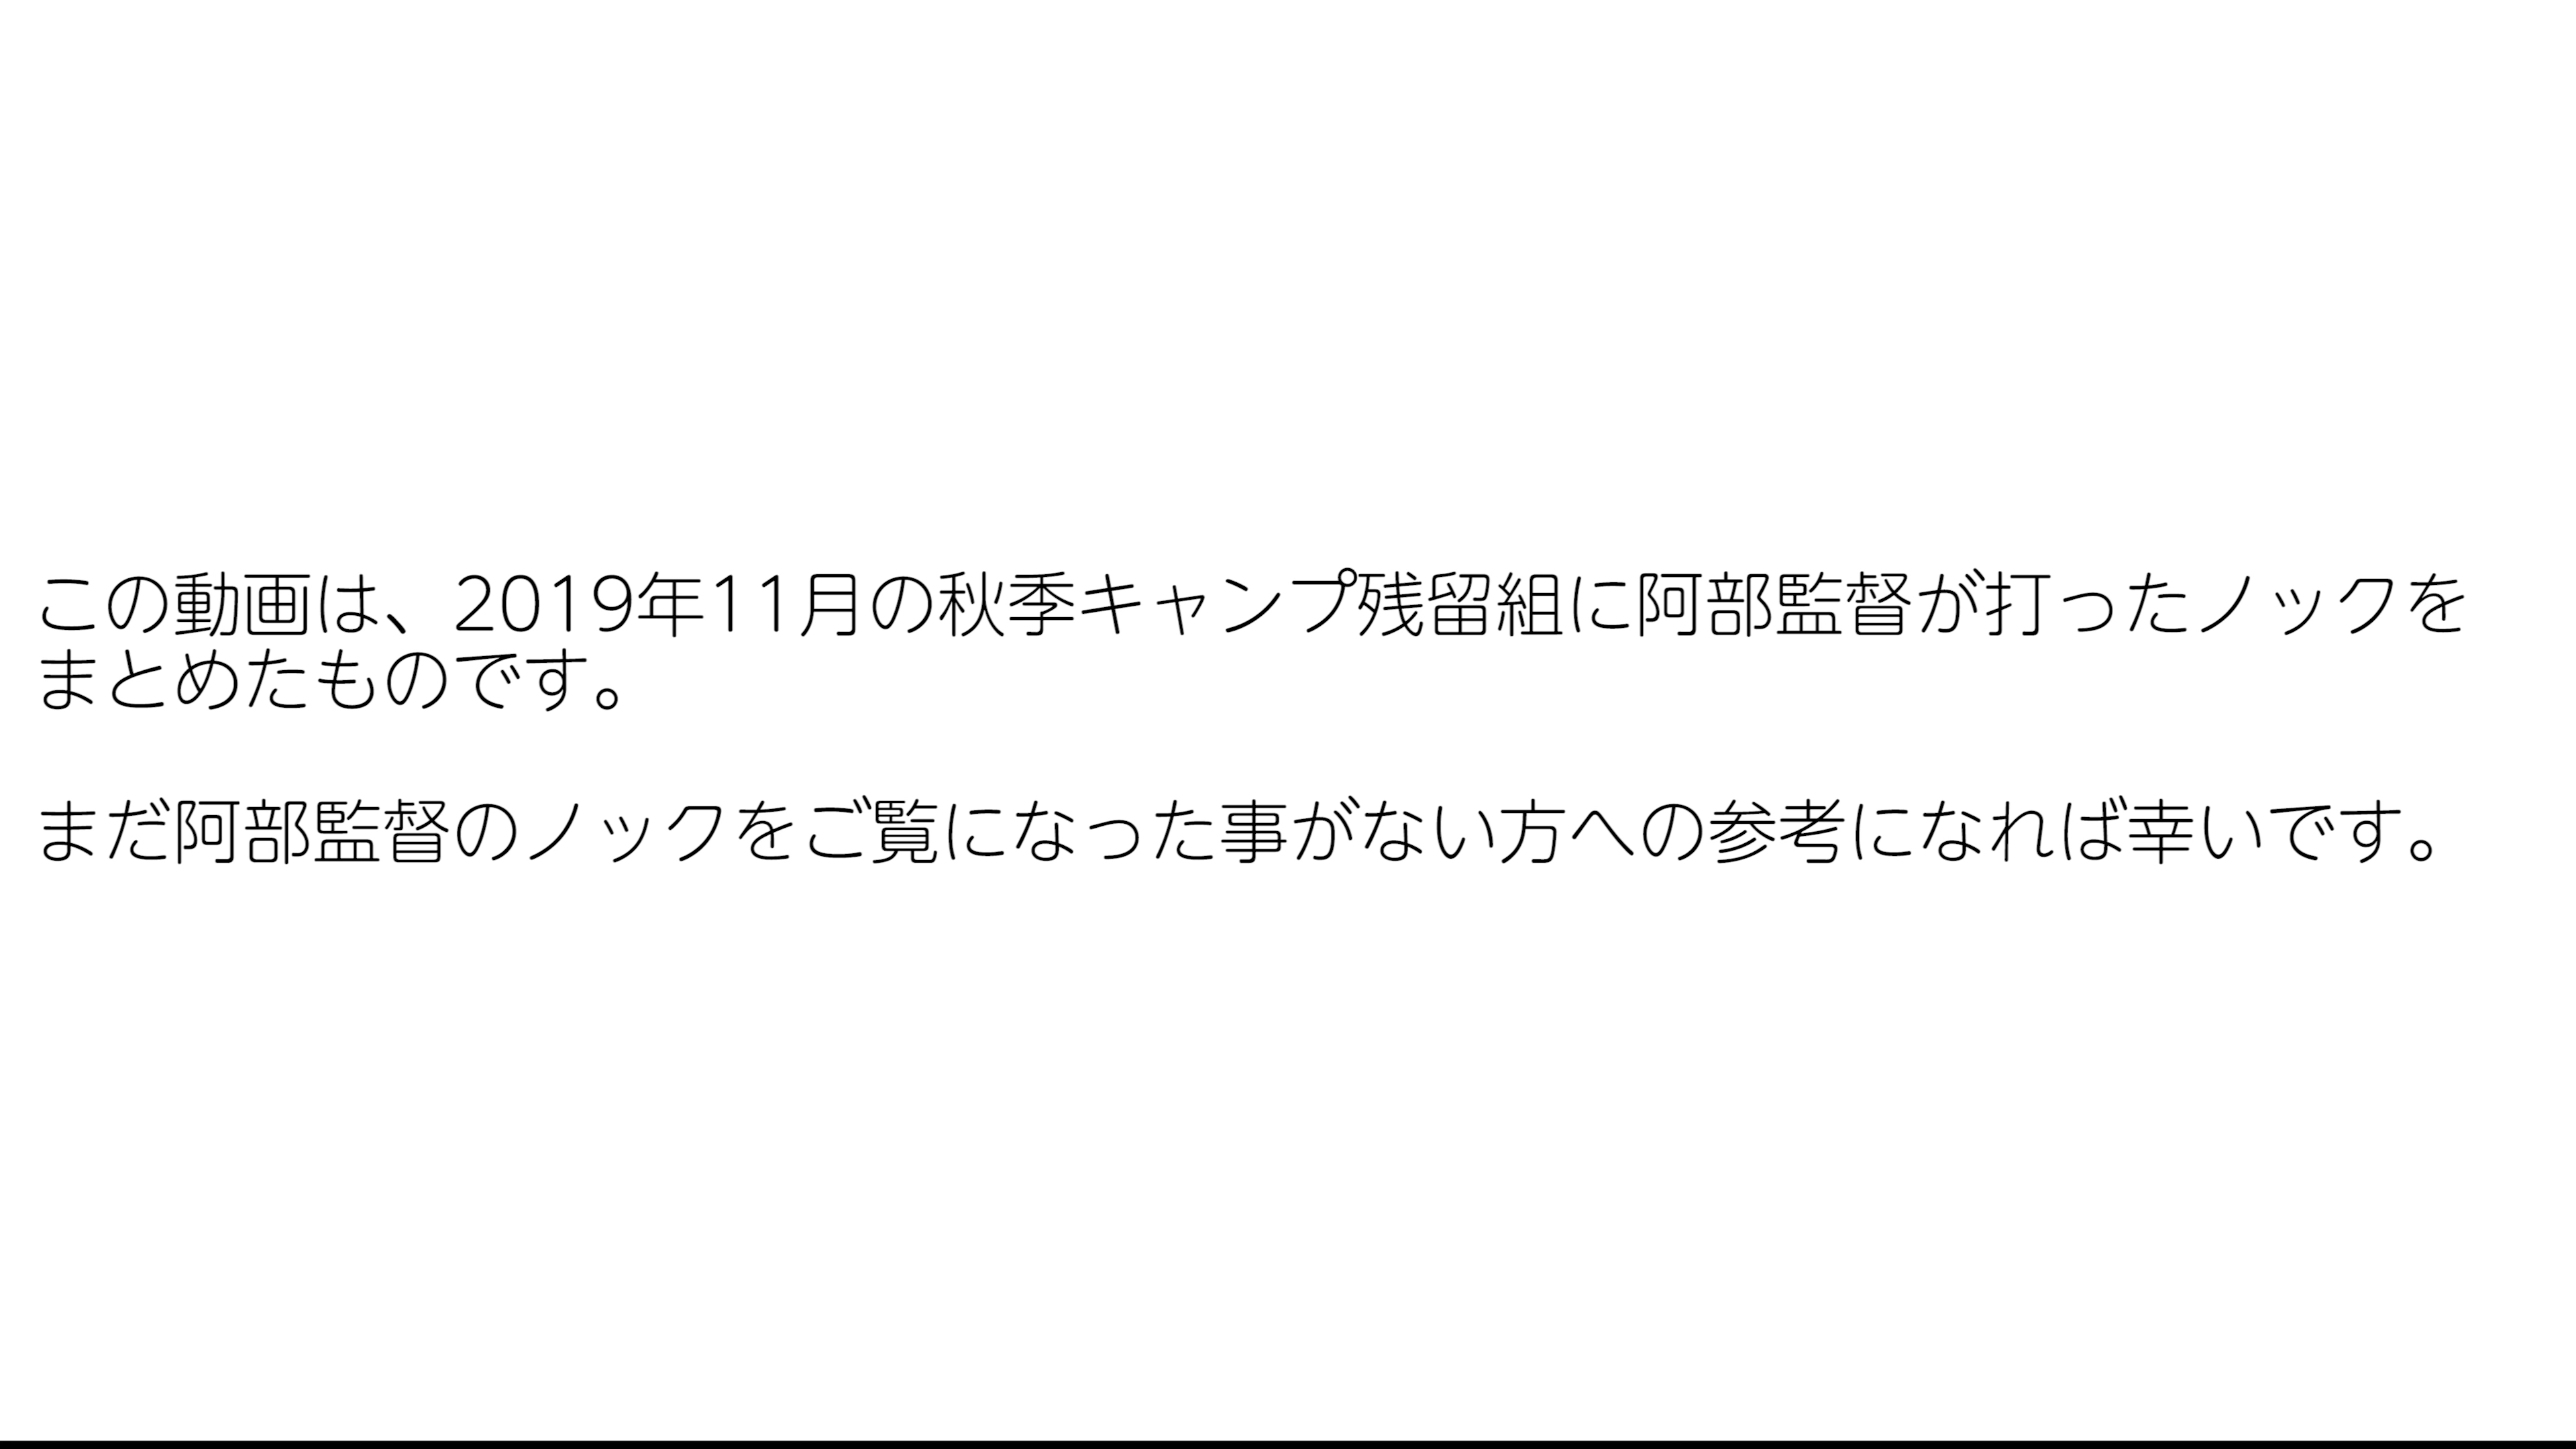 この動画は、2019年11月の秋季キャンプ残留組に阿部監督が打ったノックを
まとめたものです。
まだ阿部監督のノックをご覧になった事がない方への参考になれば幸いです。